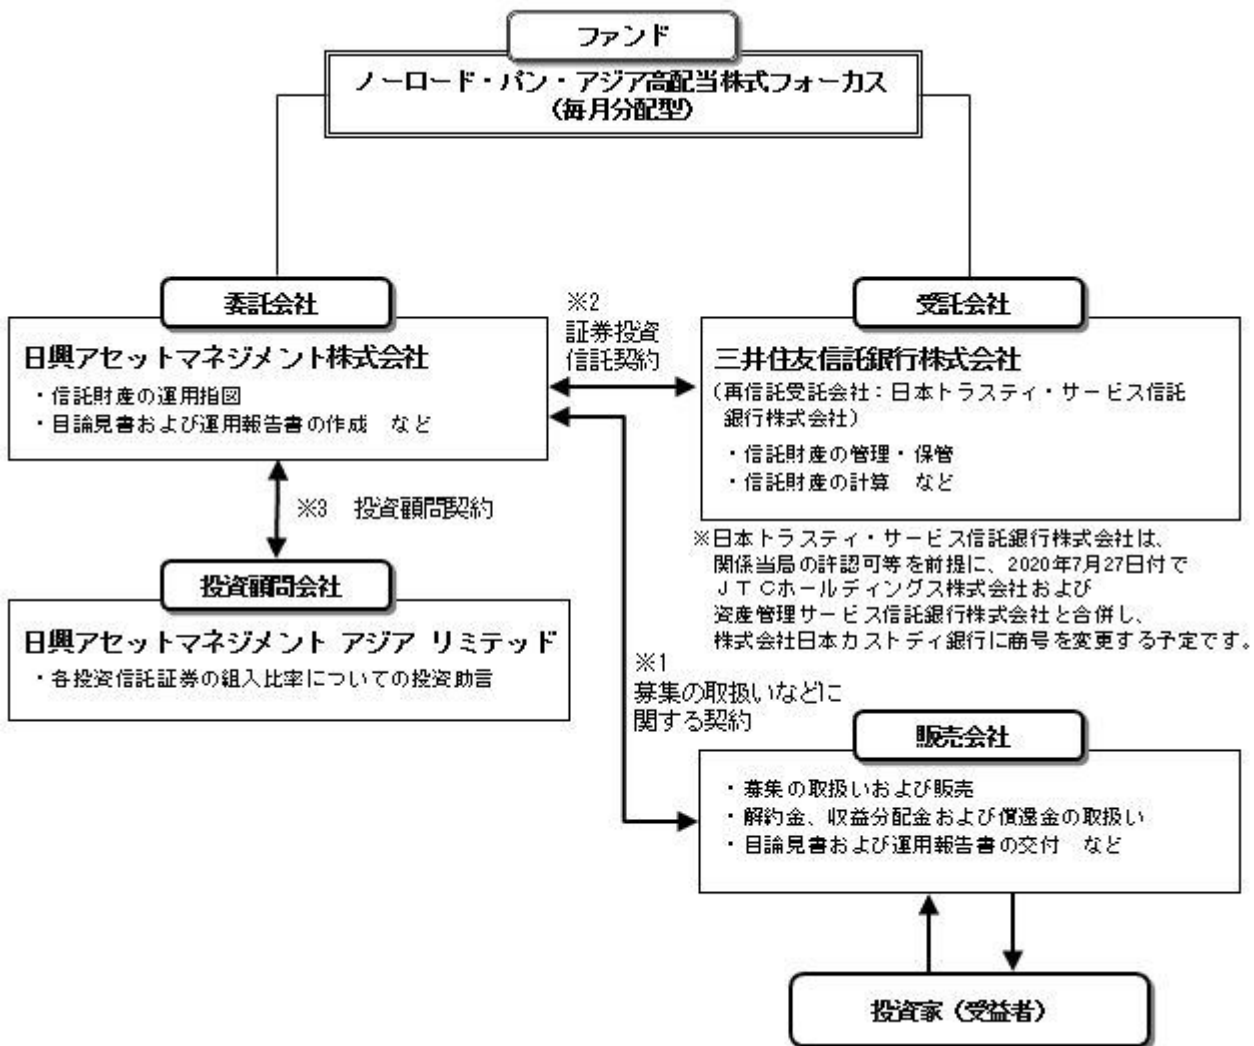 ファンド
ノーロード・パン・アジア高配当株式フォーカス
(毎月分配型)
委託会社
日興アセットマネジメント株式会社
・信託財産の運用指図
・目論見書および運用報告書の作成 など
※2
証券投資
信託契約
受託会社
三井住友信託銀行株式会社
(再信託受託会社:日本トラスティ・サービス信託
銀行株式会社)
・信託財産の管理・保管
・信託財産の計算 など
※日本トラスティ・サービス信託銀行株式会社は、
関係当局の許認可等を前提に、2020年7月27日付で
JTCホールディングス株式会社および
資産管理サービス信託銀行株式会社と合併し、
株式会社日本カストディ銀行に商号を変更する予定です。
※3 投資顧問契約
投資顧問会社
日興アセットマネジメント アジア リミテッド
・各投資信託証券の組入比率についての投資助言
※1
募集の取扱いなどに
関する契約
販売会社
・募集の取扱いおよび販売
・解約金、収益分配金および償還金の取扱い
・目論見書および運用報告書の交付 など
投資家(受益者)